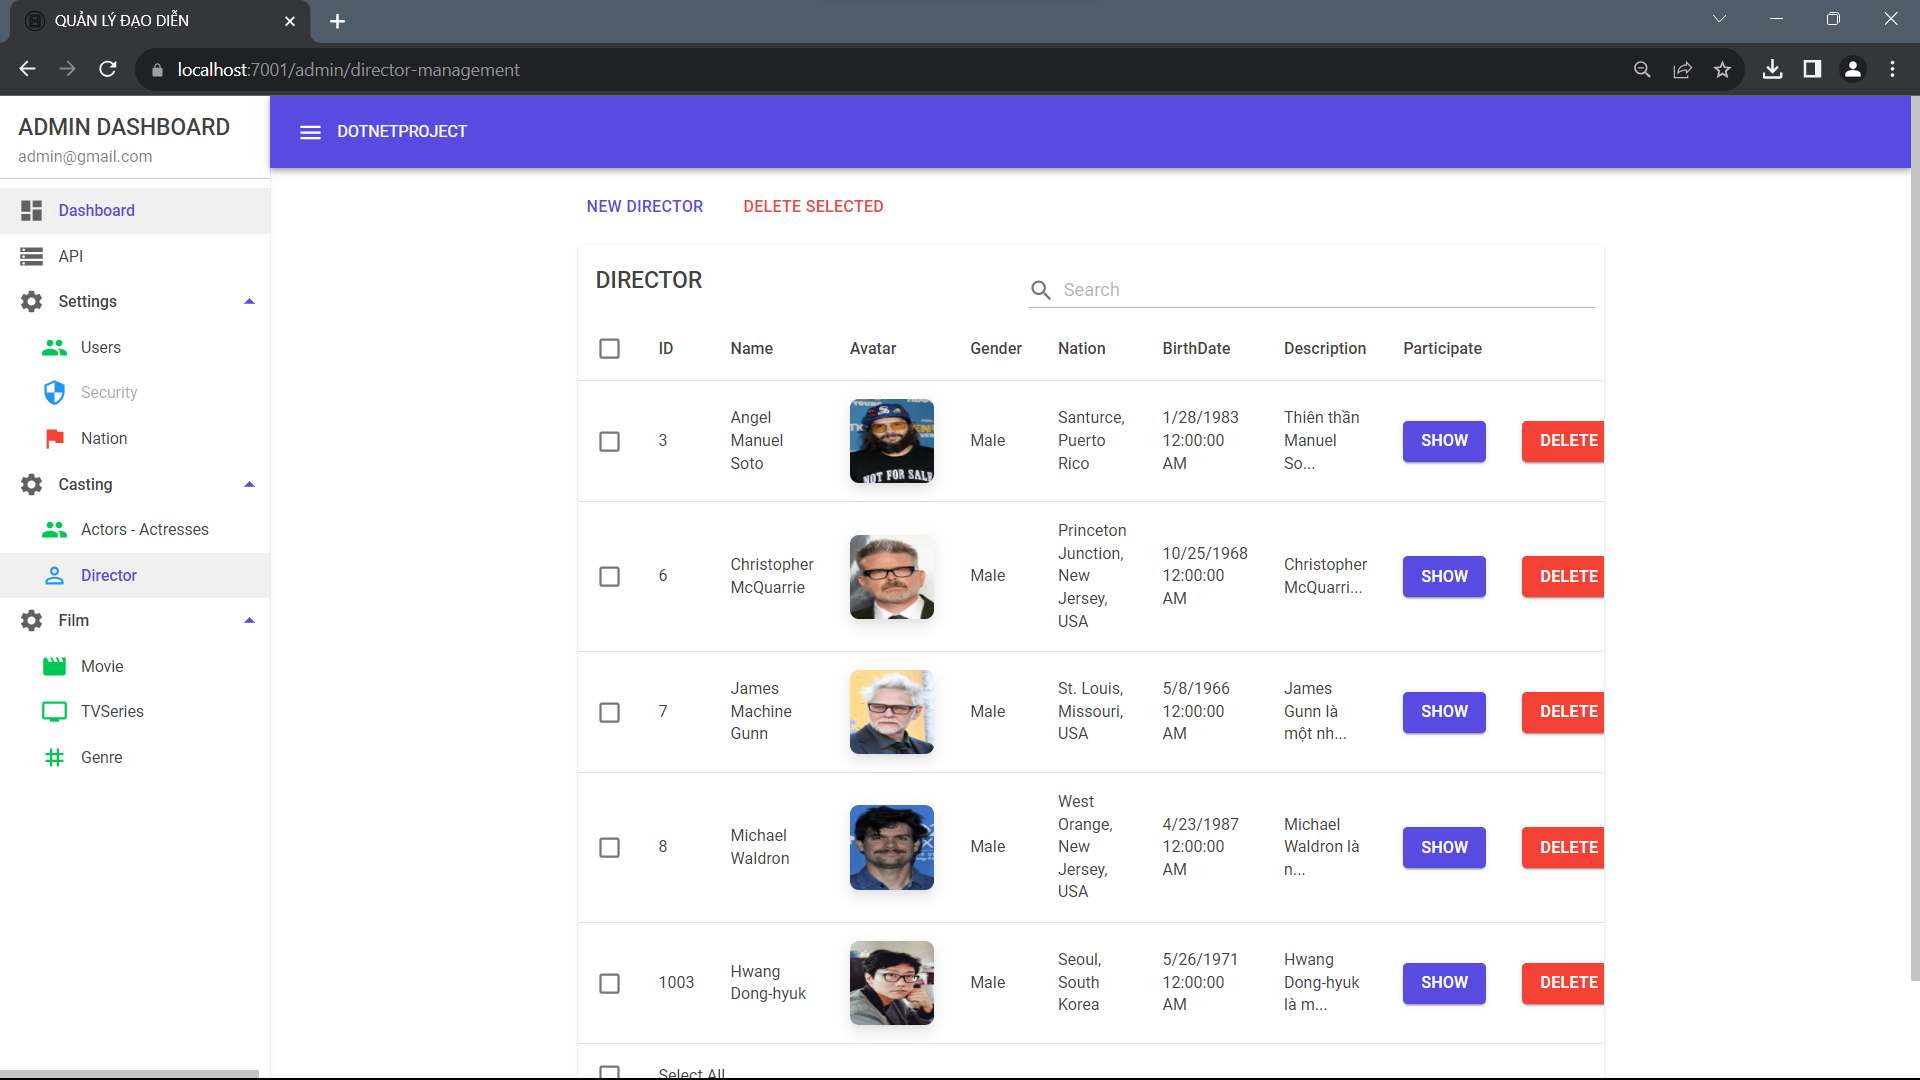 QUẢN LÝ ĐẠO DIỄN
localhost:7001/admin/director-management
ADMIN DASHBOARD
admin@gmail.com
DOTNETPROJECT
Dashboard
API
Settings
Users
Security
Nation
Casting
Actors - Actresses
Director
Film
Movie
TVSeries
Genre
NEW DIRECTOR DELETE SELECTED
DIRECTOR
Search
ID Name Avatar Gender Nation BirthDate Description Participate
3
Angel
Manuel
Soto
NOT FOR SALE
Male
Santurce,
Puerto
Rico
1/28/1983
12:00:00
AM
Thiên thần
Manuel
So...
SHOW
DELETE
6
Christopher
McQuarrie
Male
Princeton
Junction,
New
Jersey,
USA
10/25/1968
12:00:00
AM
Christopher
McQuarri...
SHOW
DELETE
7
James
Machine
Gunn
Male
St. Louis,
Missouri,
USA
5/8/1966
12:00:00
AM
James
Gunn là
một nh...
SHOW
DELETE
8
Michael
Waldron
Male
West
Orange,
New
Jersey,
USA
4/23/1987
12:00:00
AM
Michael
Waldron là
n...
SHOW
DELETE
1003
Hwang
Dong-hyuk
Male
Seoul,
South
Korea
5/26/1971
12:00:00
AM
Hwang
Dong-hyuk
là m...
SHOW
DELETE
Select All